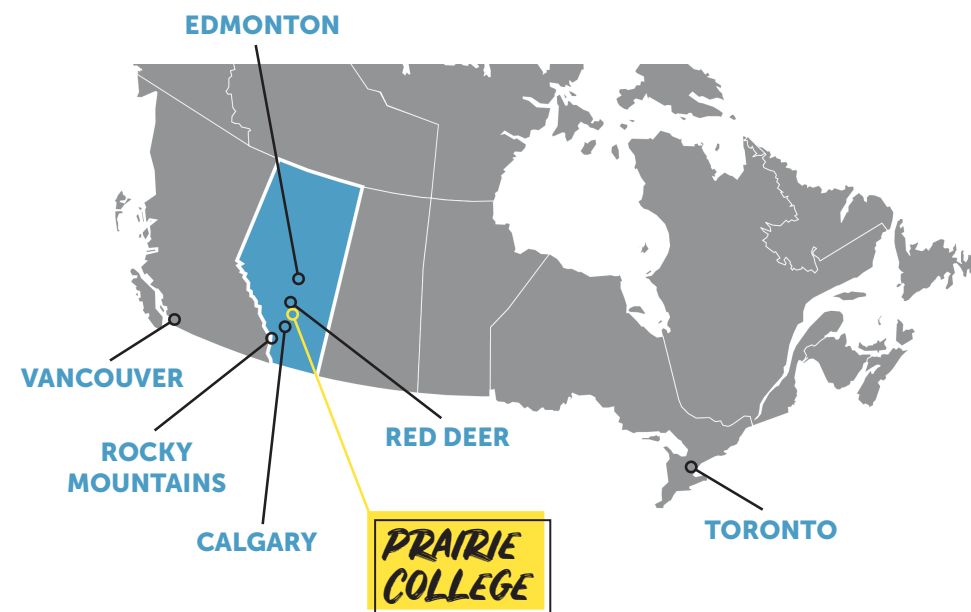 EDMONTON
VANCOUVER
ROCKY
MOUNTAINS
CALGARY
RED DEER
PRAIRIE
COLLEGE
TORONTO